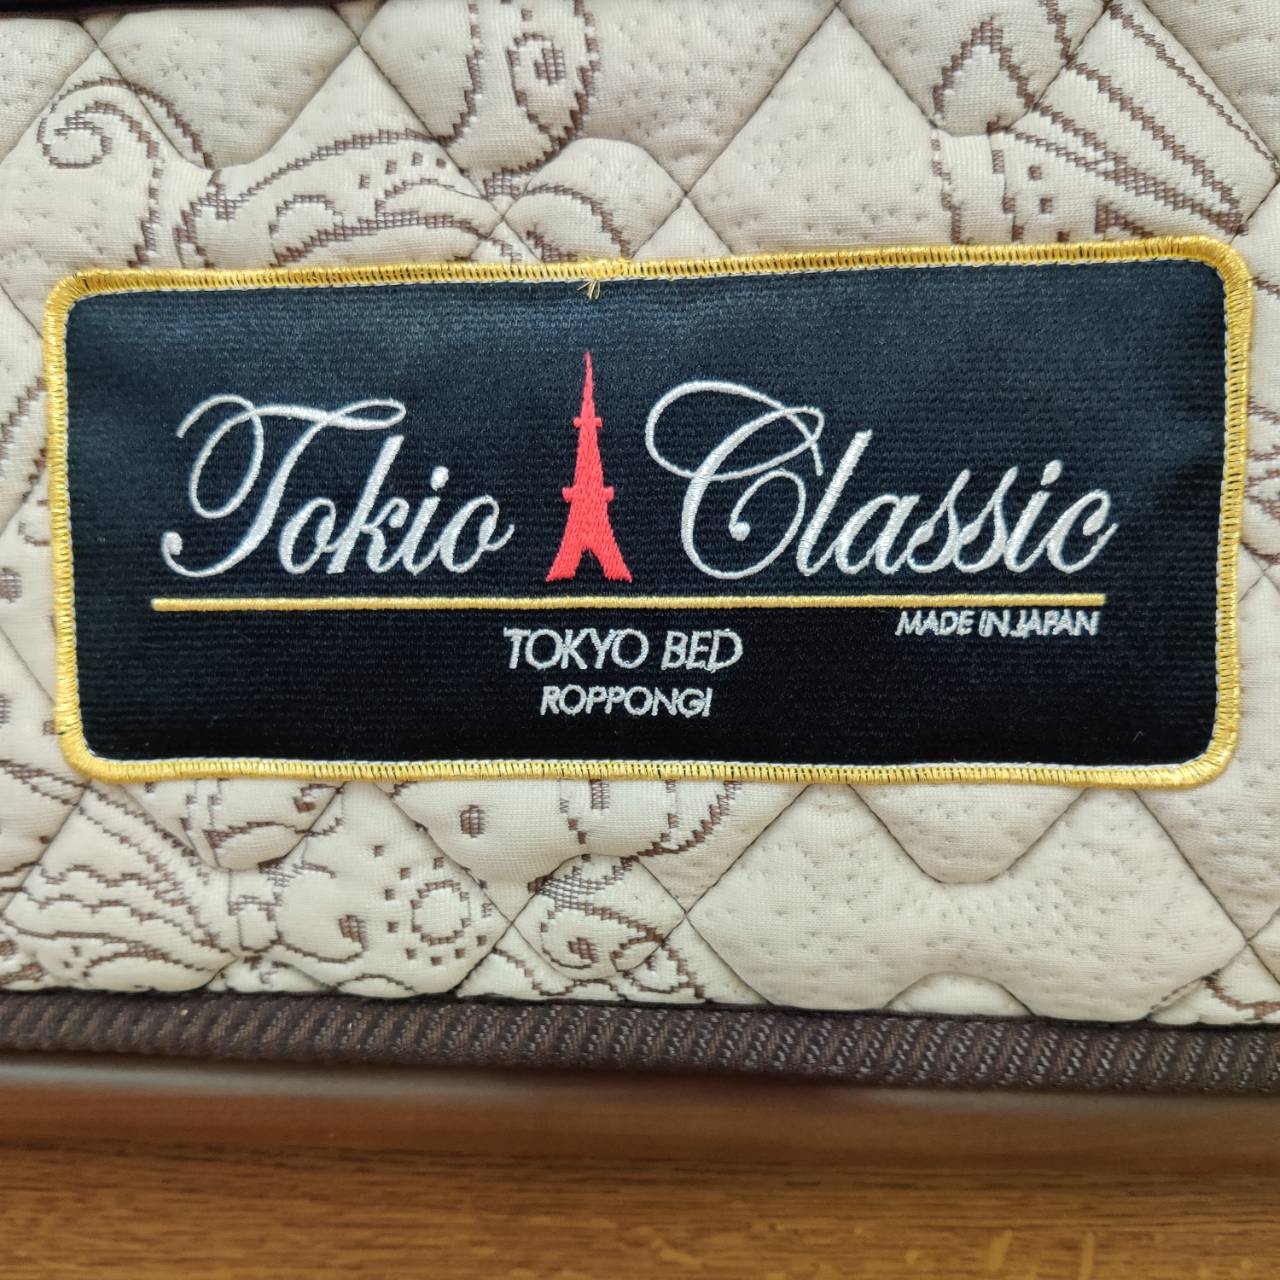 Tokio Classic
MADE IN JAPAN
TOKYO BED
ROPPONGI